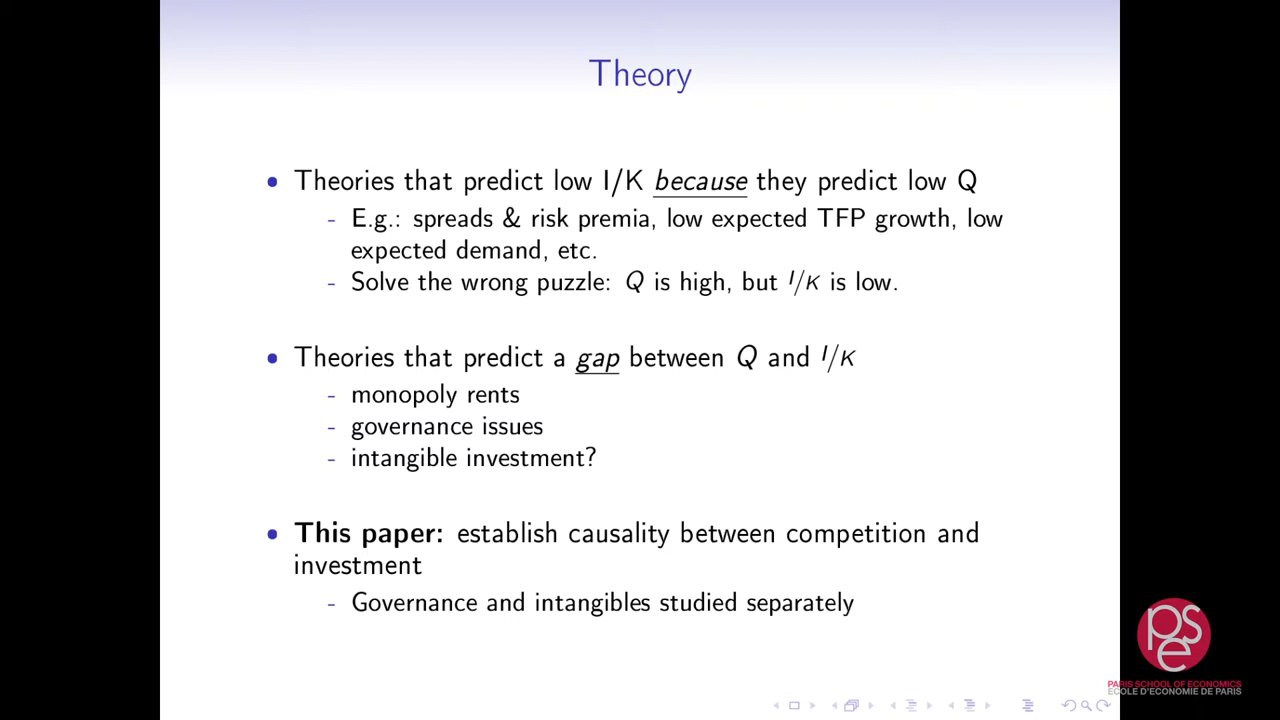 Theory
• Theories that predict low I/K because they predict low Q
- E.g.: spreads & risk premia, low expected TFP growth, low
expected demand, etc.
- Solve the wrong puzzle: Q is high, but I/K is low.
• Theories that predict a gap between Q and I/K
- monopoly rents
- governance issues
- intangible investment?
• This paper: establish causality between competition and
investment
- Governance and intangibles studied separately
pse
PARIS SCHOOL OF ECONOMICS
ECOLE D'ECONOMIE DE PARIS